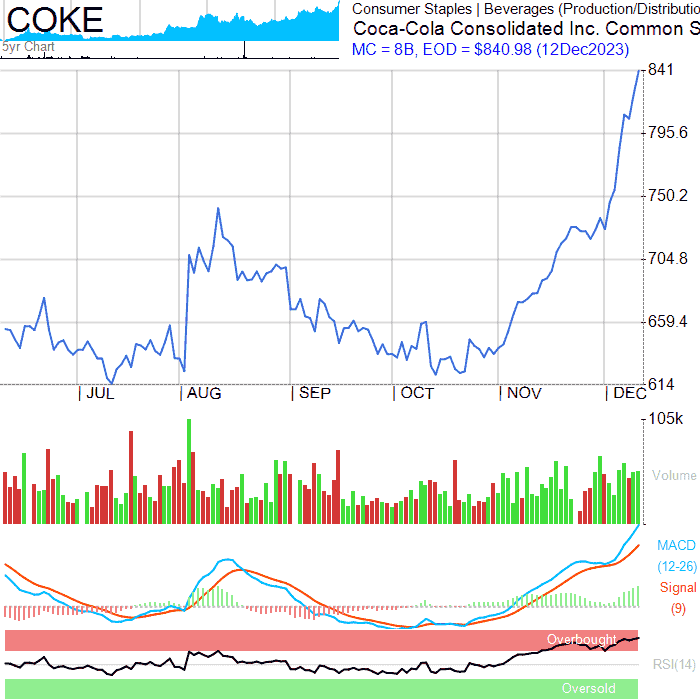 COKE
5yr Chart
Consumer Staples | Beverages (Production/Distributio
Coca-Cola Consolidated Inc. Common S
MC = 8B, EOD = $840.98 (12Dec2023)
841
795.6
750.2
704.8
659.4
614
| JUL | AUG | SEP | OCT | NOV | DEC
105k
Volume
MACD
(12-26)
Signal
(9)
Overbought
RSI(14)
Oversold